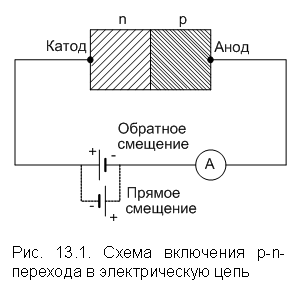 n p
Катод Анод
Обратное
смещение
+ -
A
Прямое
- + смещение
Рис. 13.1. Схема включения p-n-
перехода в электрическую цепь